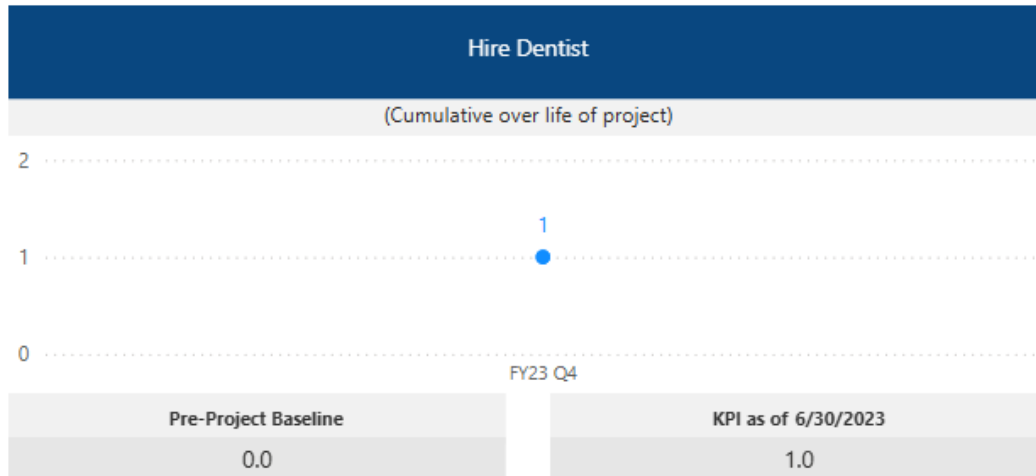 Hire Dentist
(Cumulative over life of project)
2
1
1
0
FY23 Q4
Pre-Project Baseline
KPI as of 6/30/2023
0.0
1.0